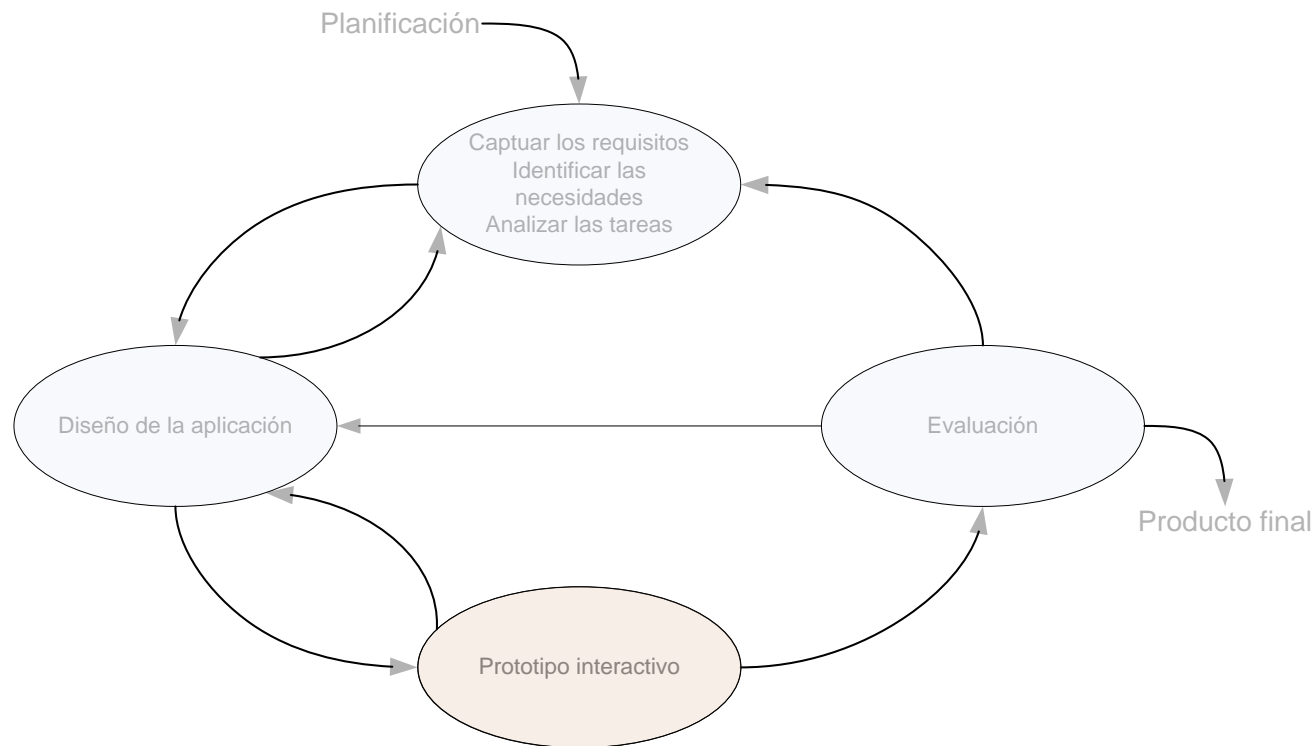 Planificación
Captuar los requisitos
Identificar las
necesidades
Analizar las tareas
Diseño de la aplicación
Evaluación
Producto final
Prototipo interactivo